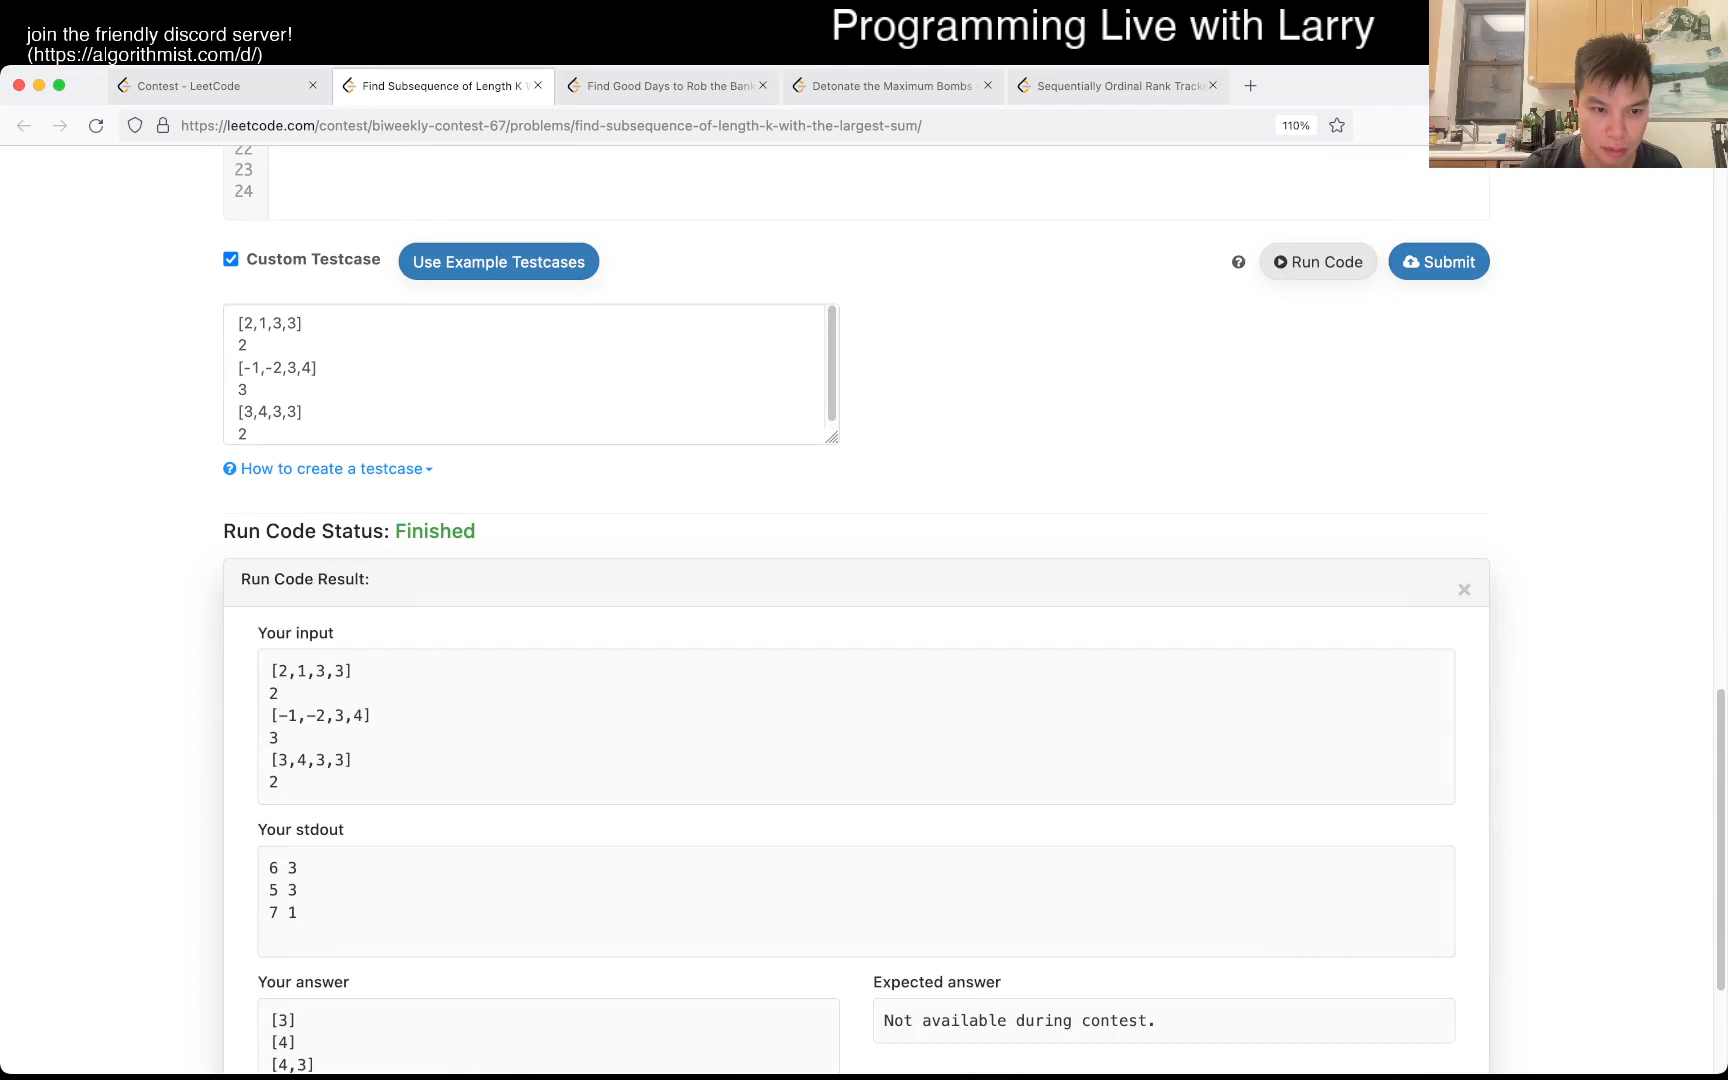 join the friendly discord server!
(https://algorithmist.com/d/)
Programming Live with Larry
Contest - LeetCode
Find Subsequence of Length K W
Find Good Days to Rob the Bank
Detonate the Maximum Bombs -
Sequentially Ordinal Rank Tracke
https://leetcode.com/contest/biweekly-contest-67/problems/find-subsequence-of-length-k-with-the-largest-sum/
110%
22
23
24
Custom Testcase
Use Example Testcases
Run Code
Submit
[2,1,3,3]
2
[-1,-2,3,4]
3
[3,4,3,3]
2
How to create a testcase
Run Code Status: Finished
Run Code Result:
Your input
[2,1,3,3]
2
[-1,-2,3,4]
3
[3,4,3,3]
2
Your stdout
6 3
5 3
7 1
Your answer
Expected answer
[3]
[4]
[4,3]
Not available during contest.